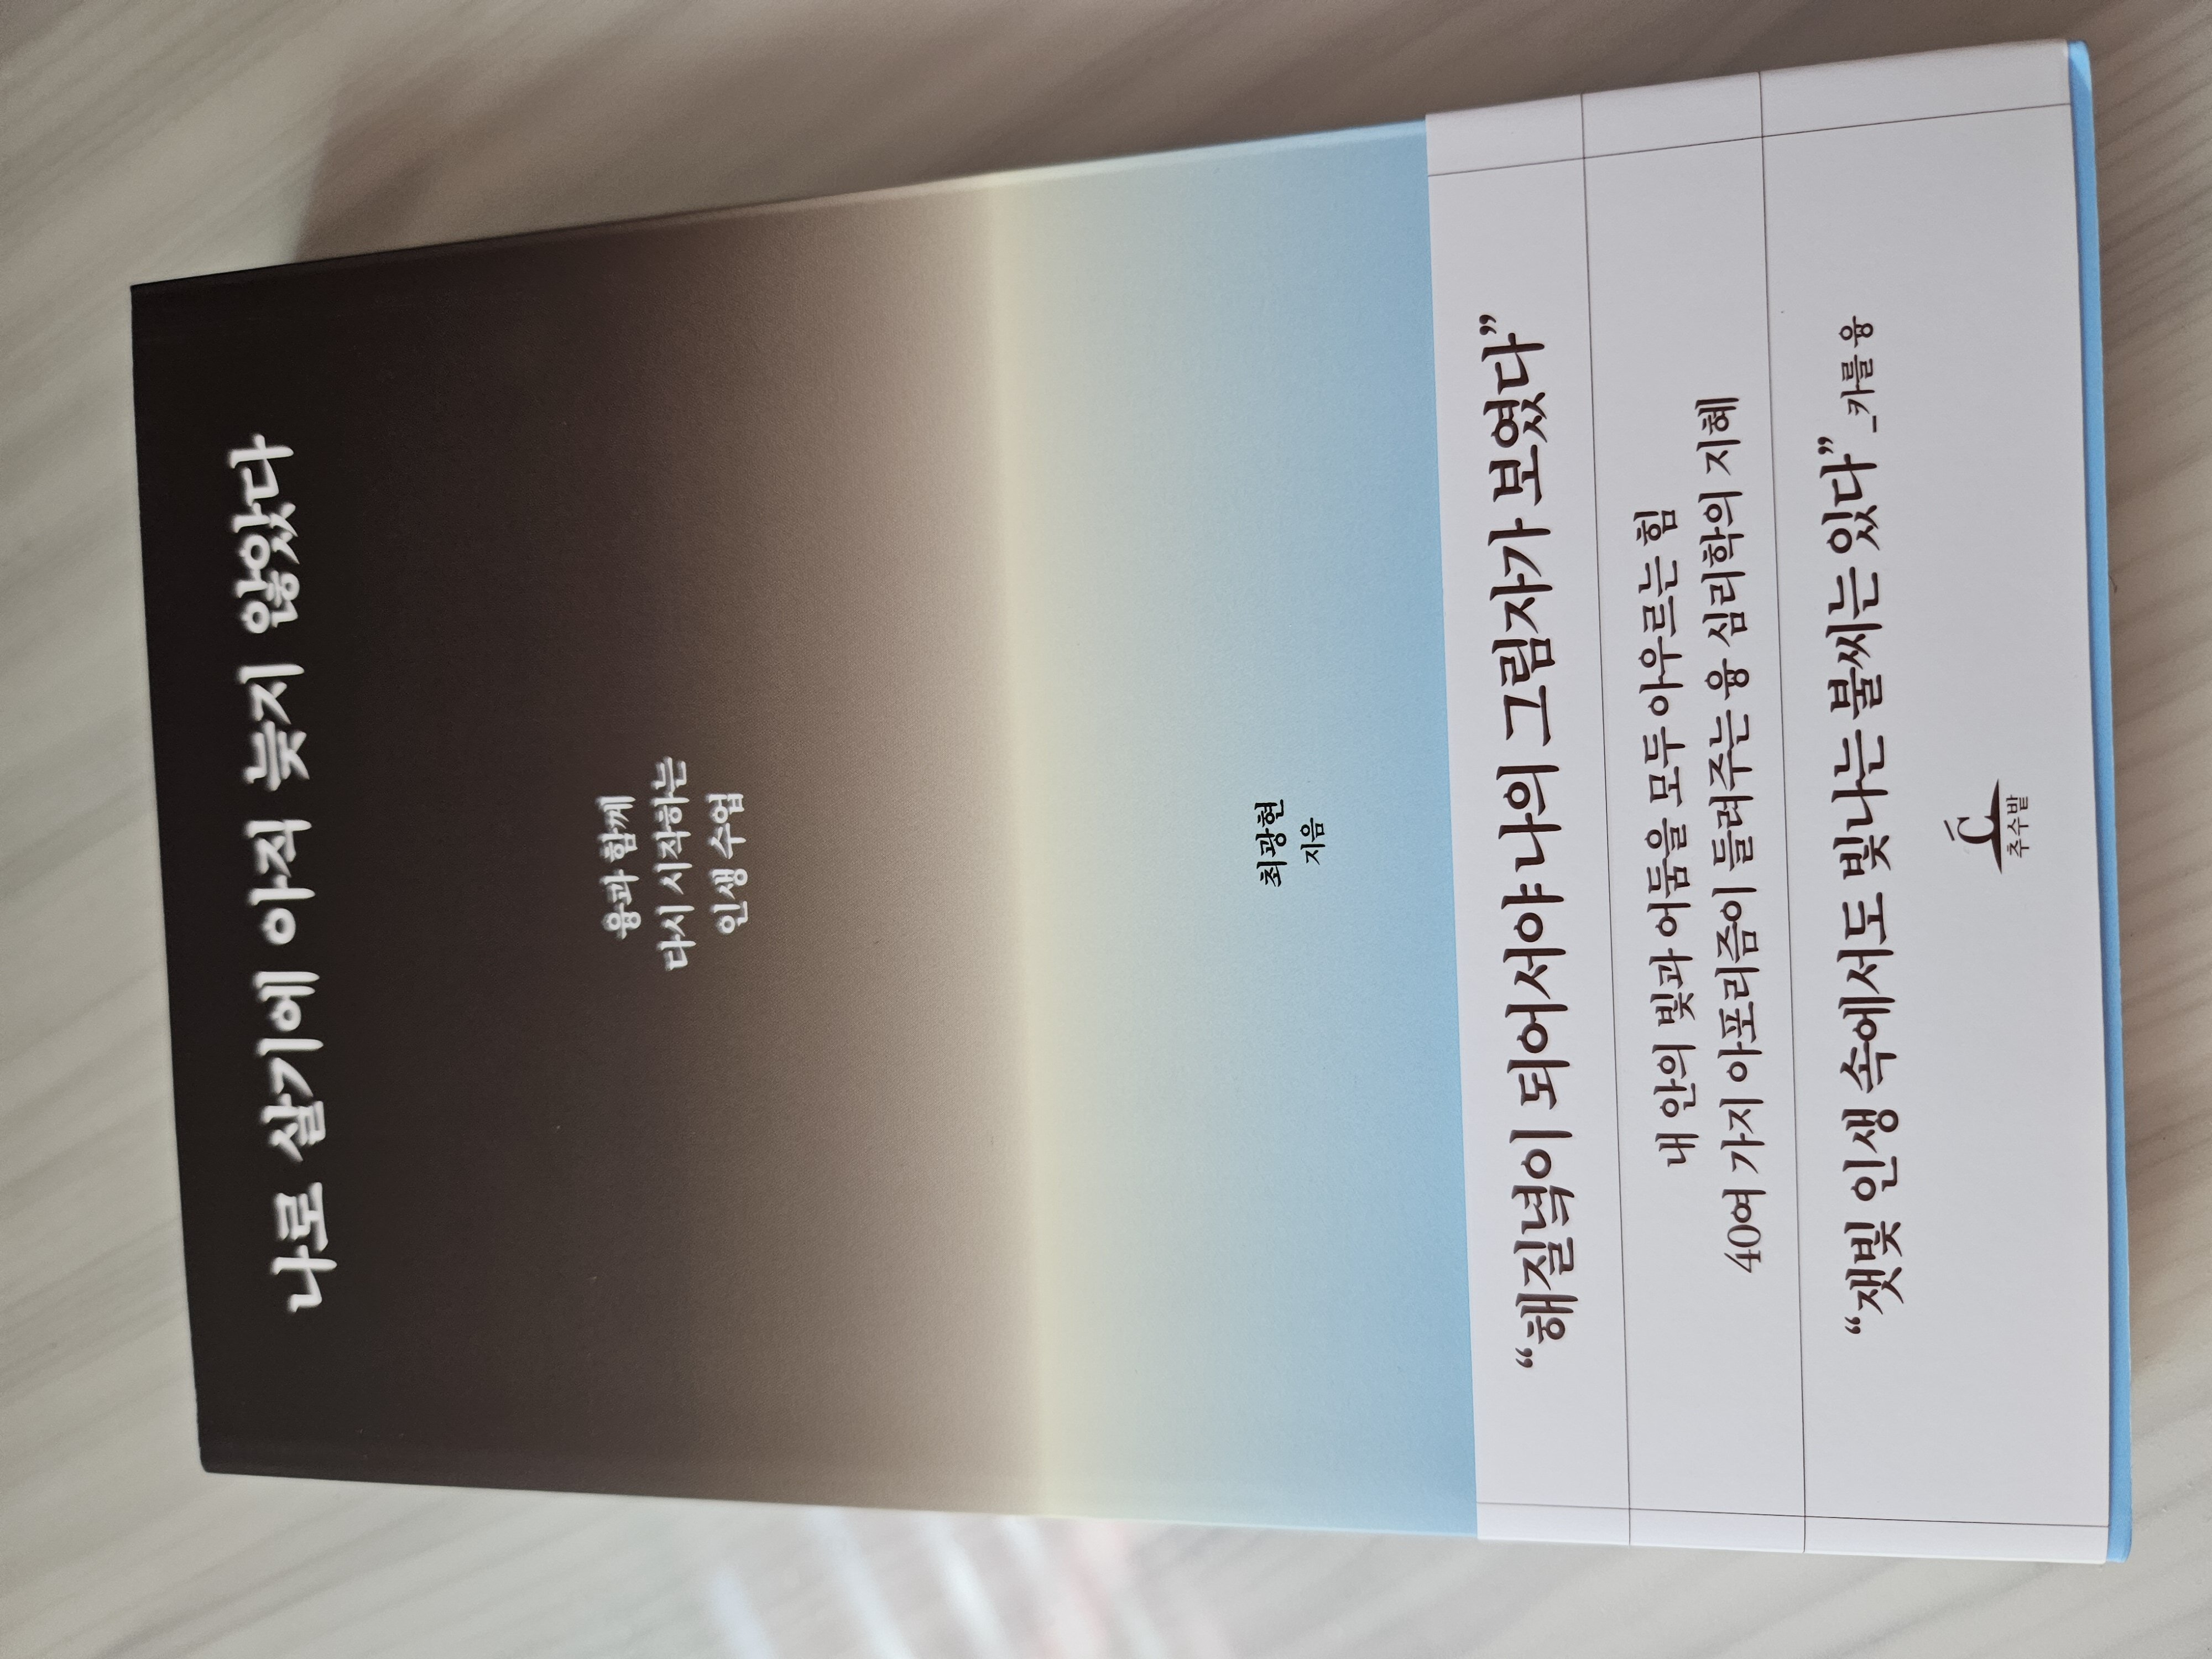 나로 살기에 아직 늦지 않았다
융과 함께
다시 시작하는
인생 수업
최광현
지음
“해질녘이 되어서야 나의 그림자가 보였다”
내 안의 빛과 어둠을 모두 아우르는 힘
40여 가지 아포리즘이 들려주는 융 심리학의 지혜
“잿빛 인생 속에서도 빛나는 불씨는 있다” _카를 융
추수밭